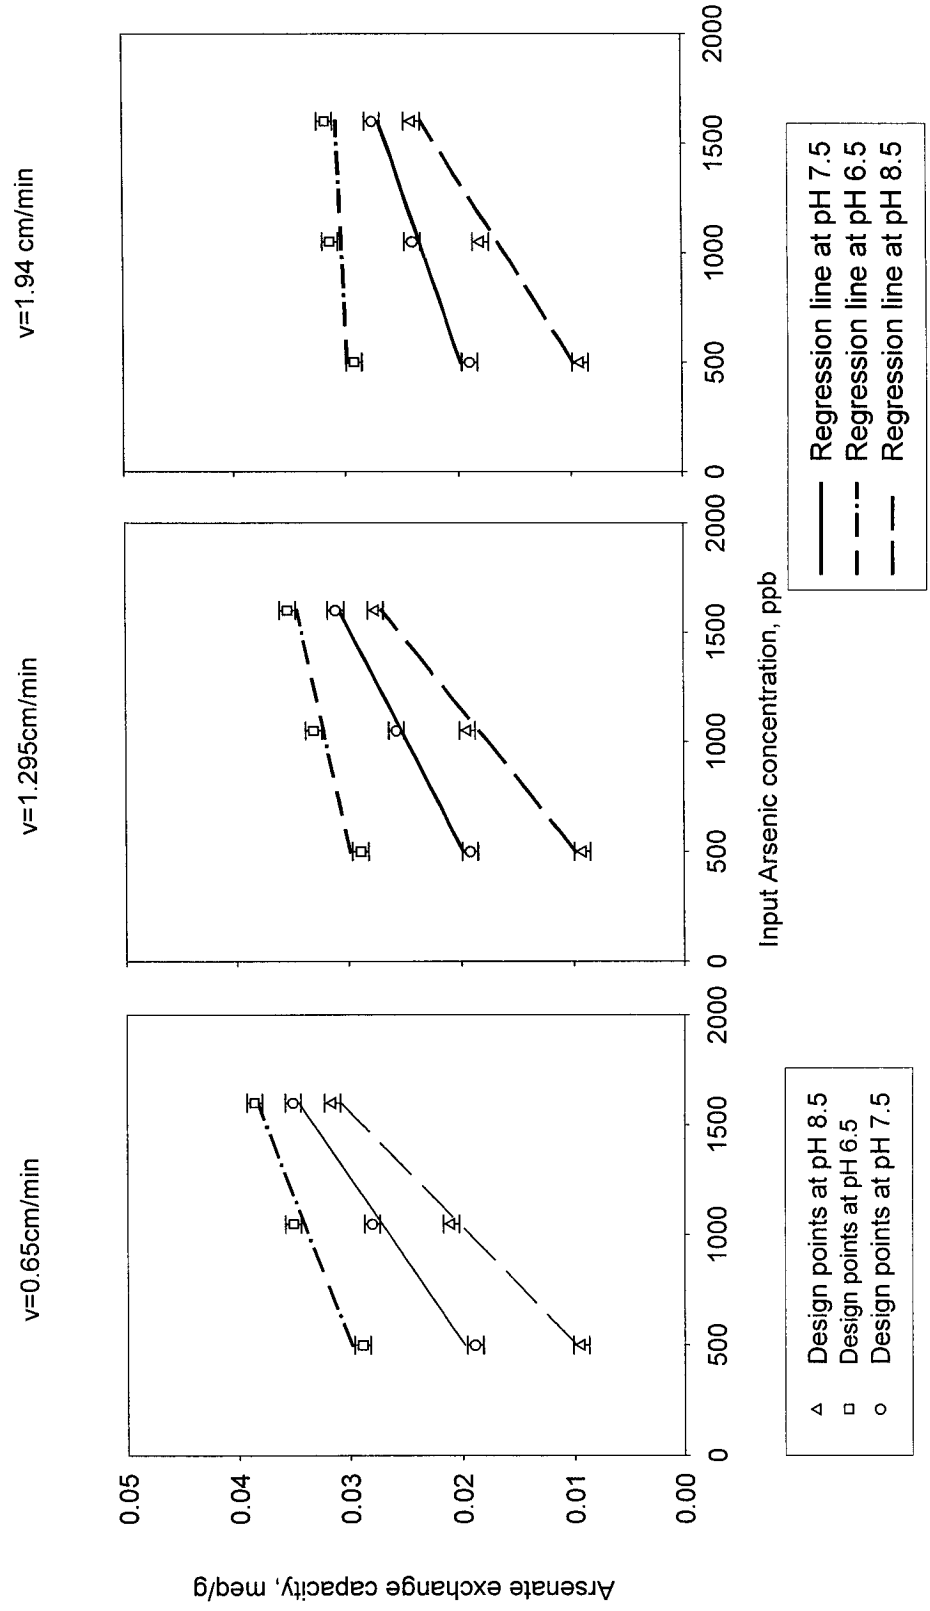 v=0.65cm/min
v=1.295cm/min
v=1.94 cm/min
Arsenate exchange capacity, meq/g
0.05
0.04
0.03
0.02
0.01
0.00
0 500 1000 1500 2000
0 500 1000 1500 2000
0 500 1000 1500 2000
Input Arsenic concentration, ppb
Design points at pH 8.5
Design points at pH 6.5
Design points at pH 7.5
Regression line at pH 7.5
Regression line at pH 6.5
Regression line at pH 8.5